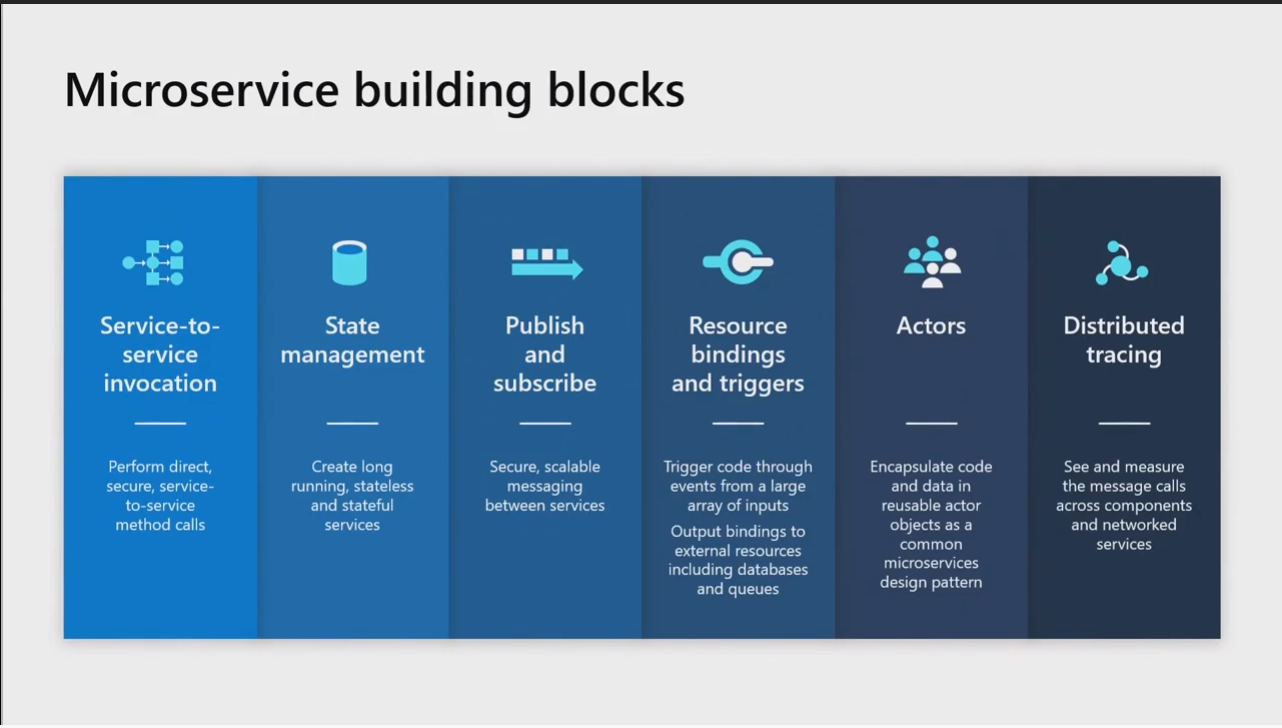 Microservice building blocks
Service-to-
service
invocation
Perform direct,
secure, service-
to-service
method calls
State
management
Create long
running, stateless
and stateful
services
Publish
and
subscribe
Secure, scalable
messaging
between services
Resource
bindings
and triggers
Trigger code through
events from a large
array of inputs
Output bindings to
external resources
including databases
and queues
Actors
Encapsulate code
and data in
reusable actor
objects as a
common
microservices
design pattern
Distributed
tracing
See and measure
the message calls
across components
and networked
services